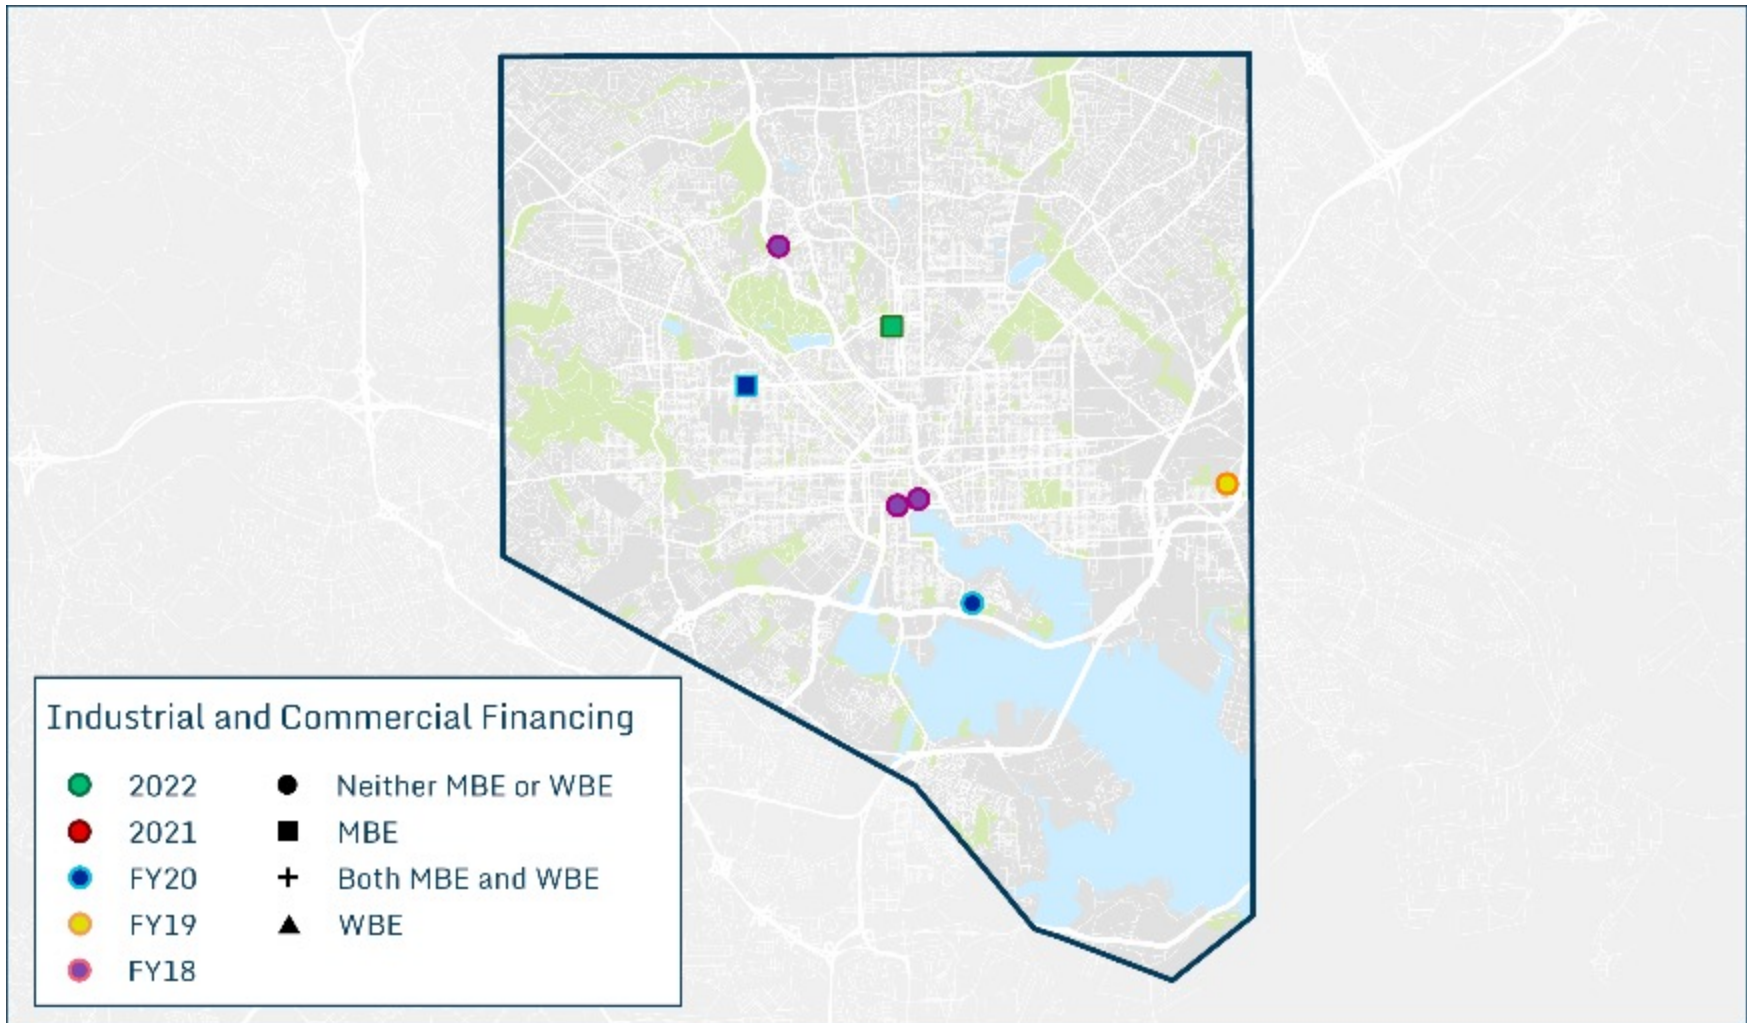 Industrial and Commercial Financing
2022
Neither MBE or WBE
2021
MBE
FY20
Both MBE and WBE
FY19
WBE
FY18